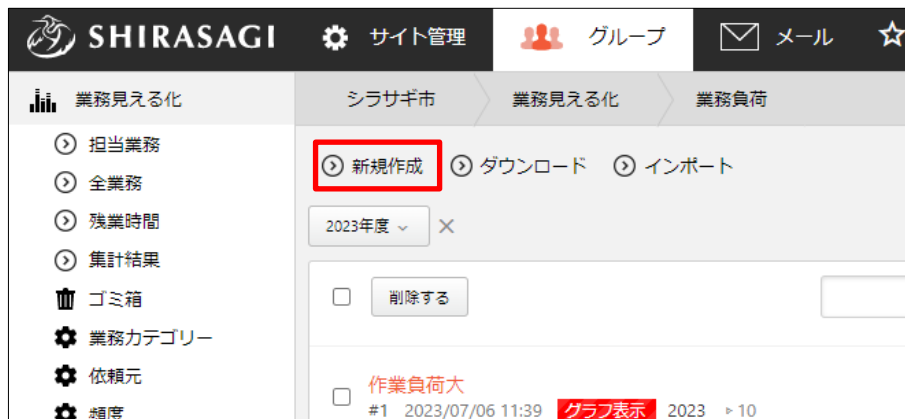 SHIRASAGI
サイト管理
グループ
メール
業務見える化
シラサギ市
業務見える化
業務負荷
担当業務
全業務
残業時間
集計結果
ゴミ箱
業務カテゴリー
依頼元
頻度
新規作成
ダウンロード
インポート
2023年度
削除する
作業負荷大
#1 2023/07/06 11:39 グラフ表示 2023 ▹ 10